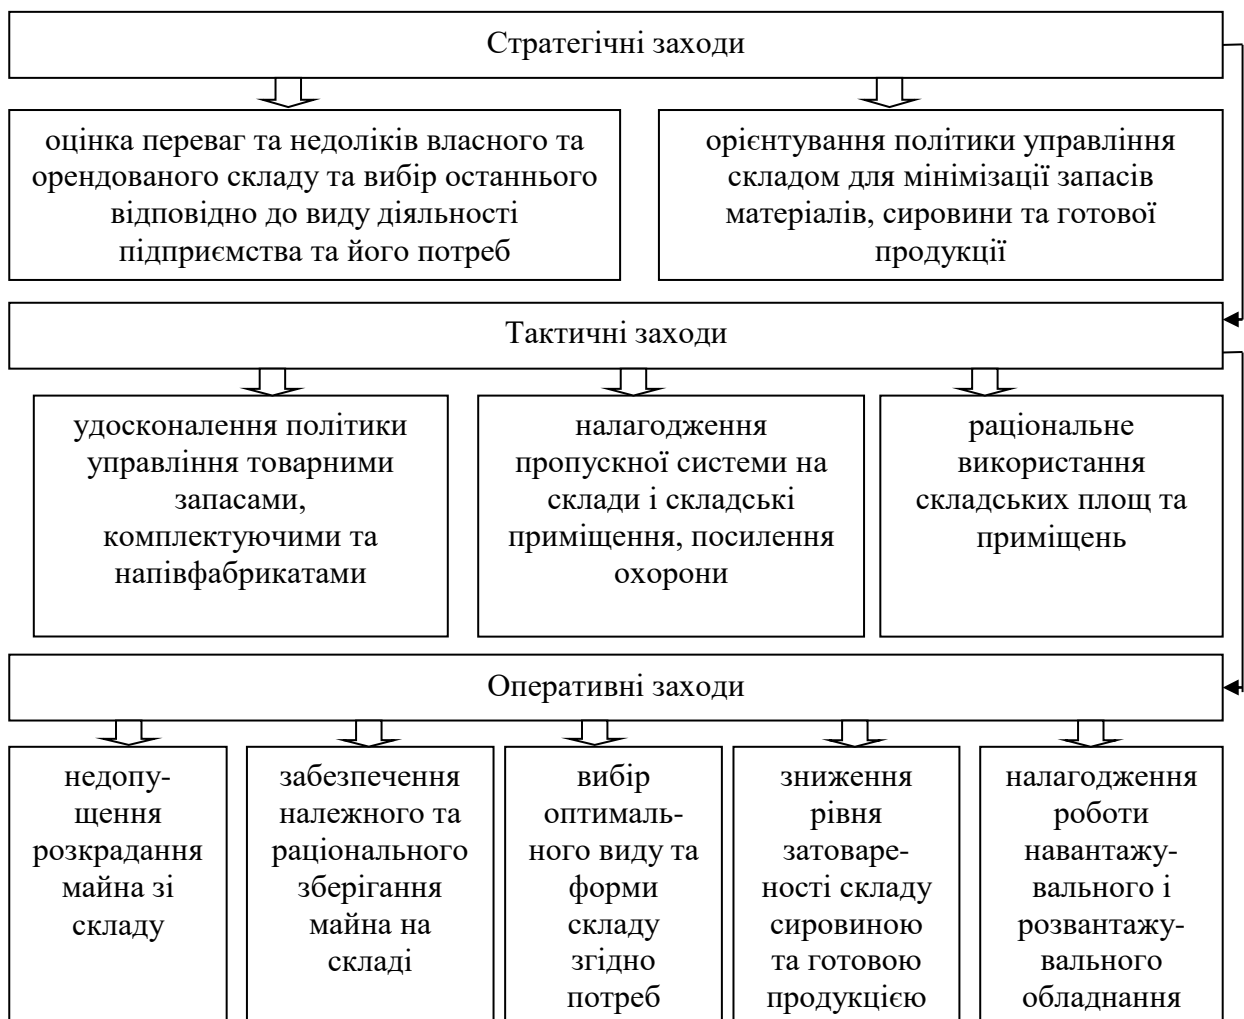 Стратегічні заходи
оцінка переваг та недоліків власного та
орендованого складу та вибір останнього
відповідно до виду діяльності
підприємства та його потреб
орієнтування політики управління
складом для мінімізації запасів
матеріалів, сировини та готової
продукції
Тактичні заходи
удосконалення політики
управління товарними
запасами,
комплектуючими та
напівфабрикатами
налагодження
пропускної системи на
склади і складські
приміщення, посилення
охорони
раціональне
використання
складських площ та
приміщень
Оперативні заходи
недопу-
щення
розкрадання
майна зі
складу
забезпечення
належного та
раціонального
зберігання
майна на
складі
вибір
оптималь-
ного виду та
форми
складу
згідно
потреб
зниження
рівня
затоваре-
ності складу
сировиною
та готовою
продукцією
налагодження
роботи
навантажу-
вального і
розвантажу-
вального
обладнання